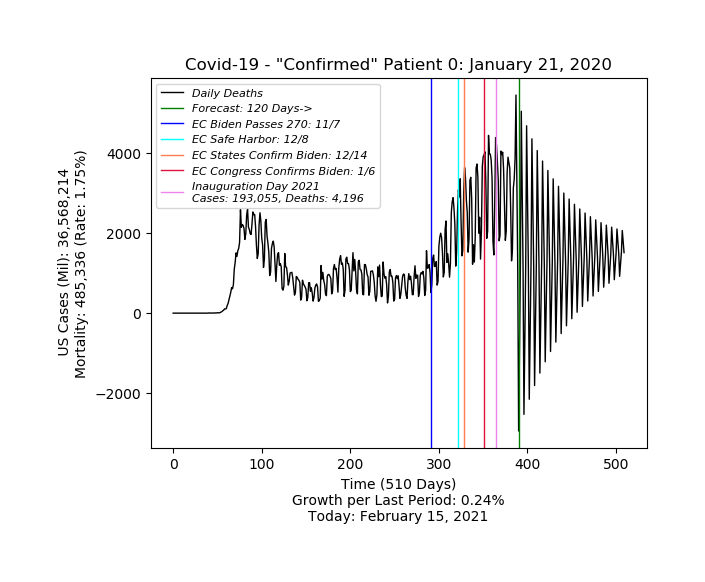 Covid-19 - "Confirmed" Patient 0: January 21, 2020
Daily Deaths
Forecast: 120 Days->
EC Biden Passes 270: 11/7
EC Safe Harbor: 12/8
EC States Confirm Biden: 12/14
EC Congress Confirms Biden: 1/6
Inauguration Day 2021
Cases: 193,055, Deaths: 4,196
US Cases (Mil): 36,568,214
Mortality: 485,336 (Rate: 1.75%)
4000
2000
0
−2000
0 100 200 300 400 500
Time (510 Days)
Growth per Last Period: 0.24%
Today: February 15, 2021